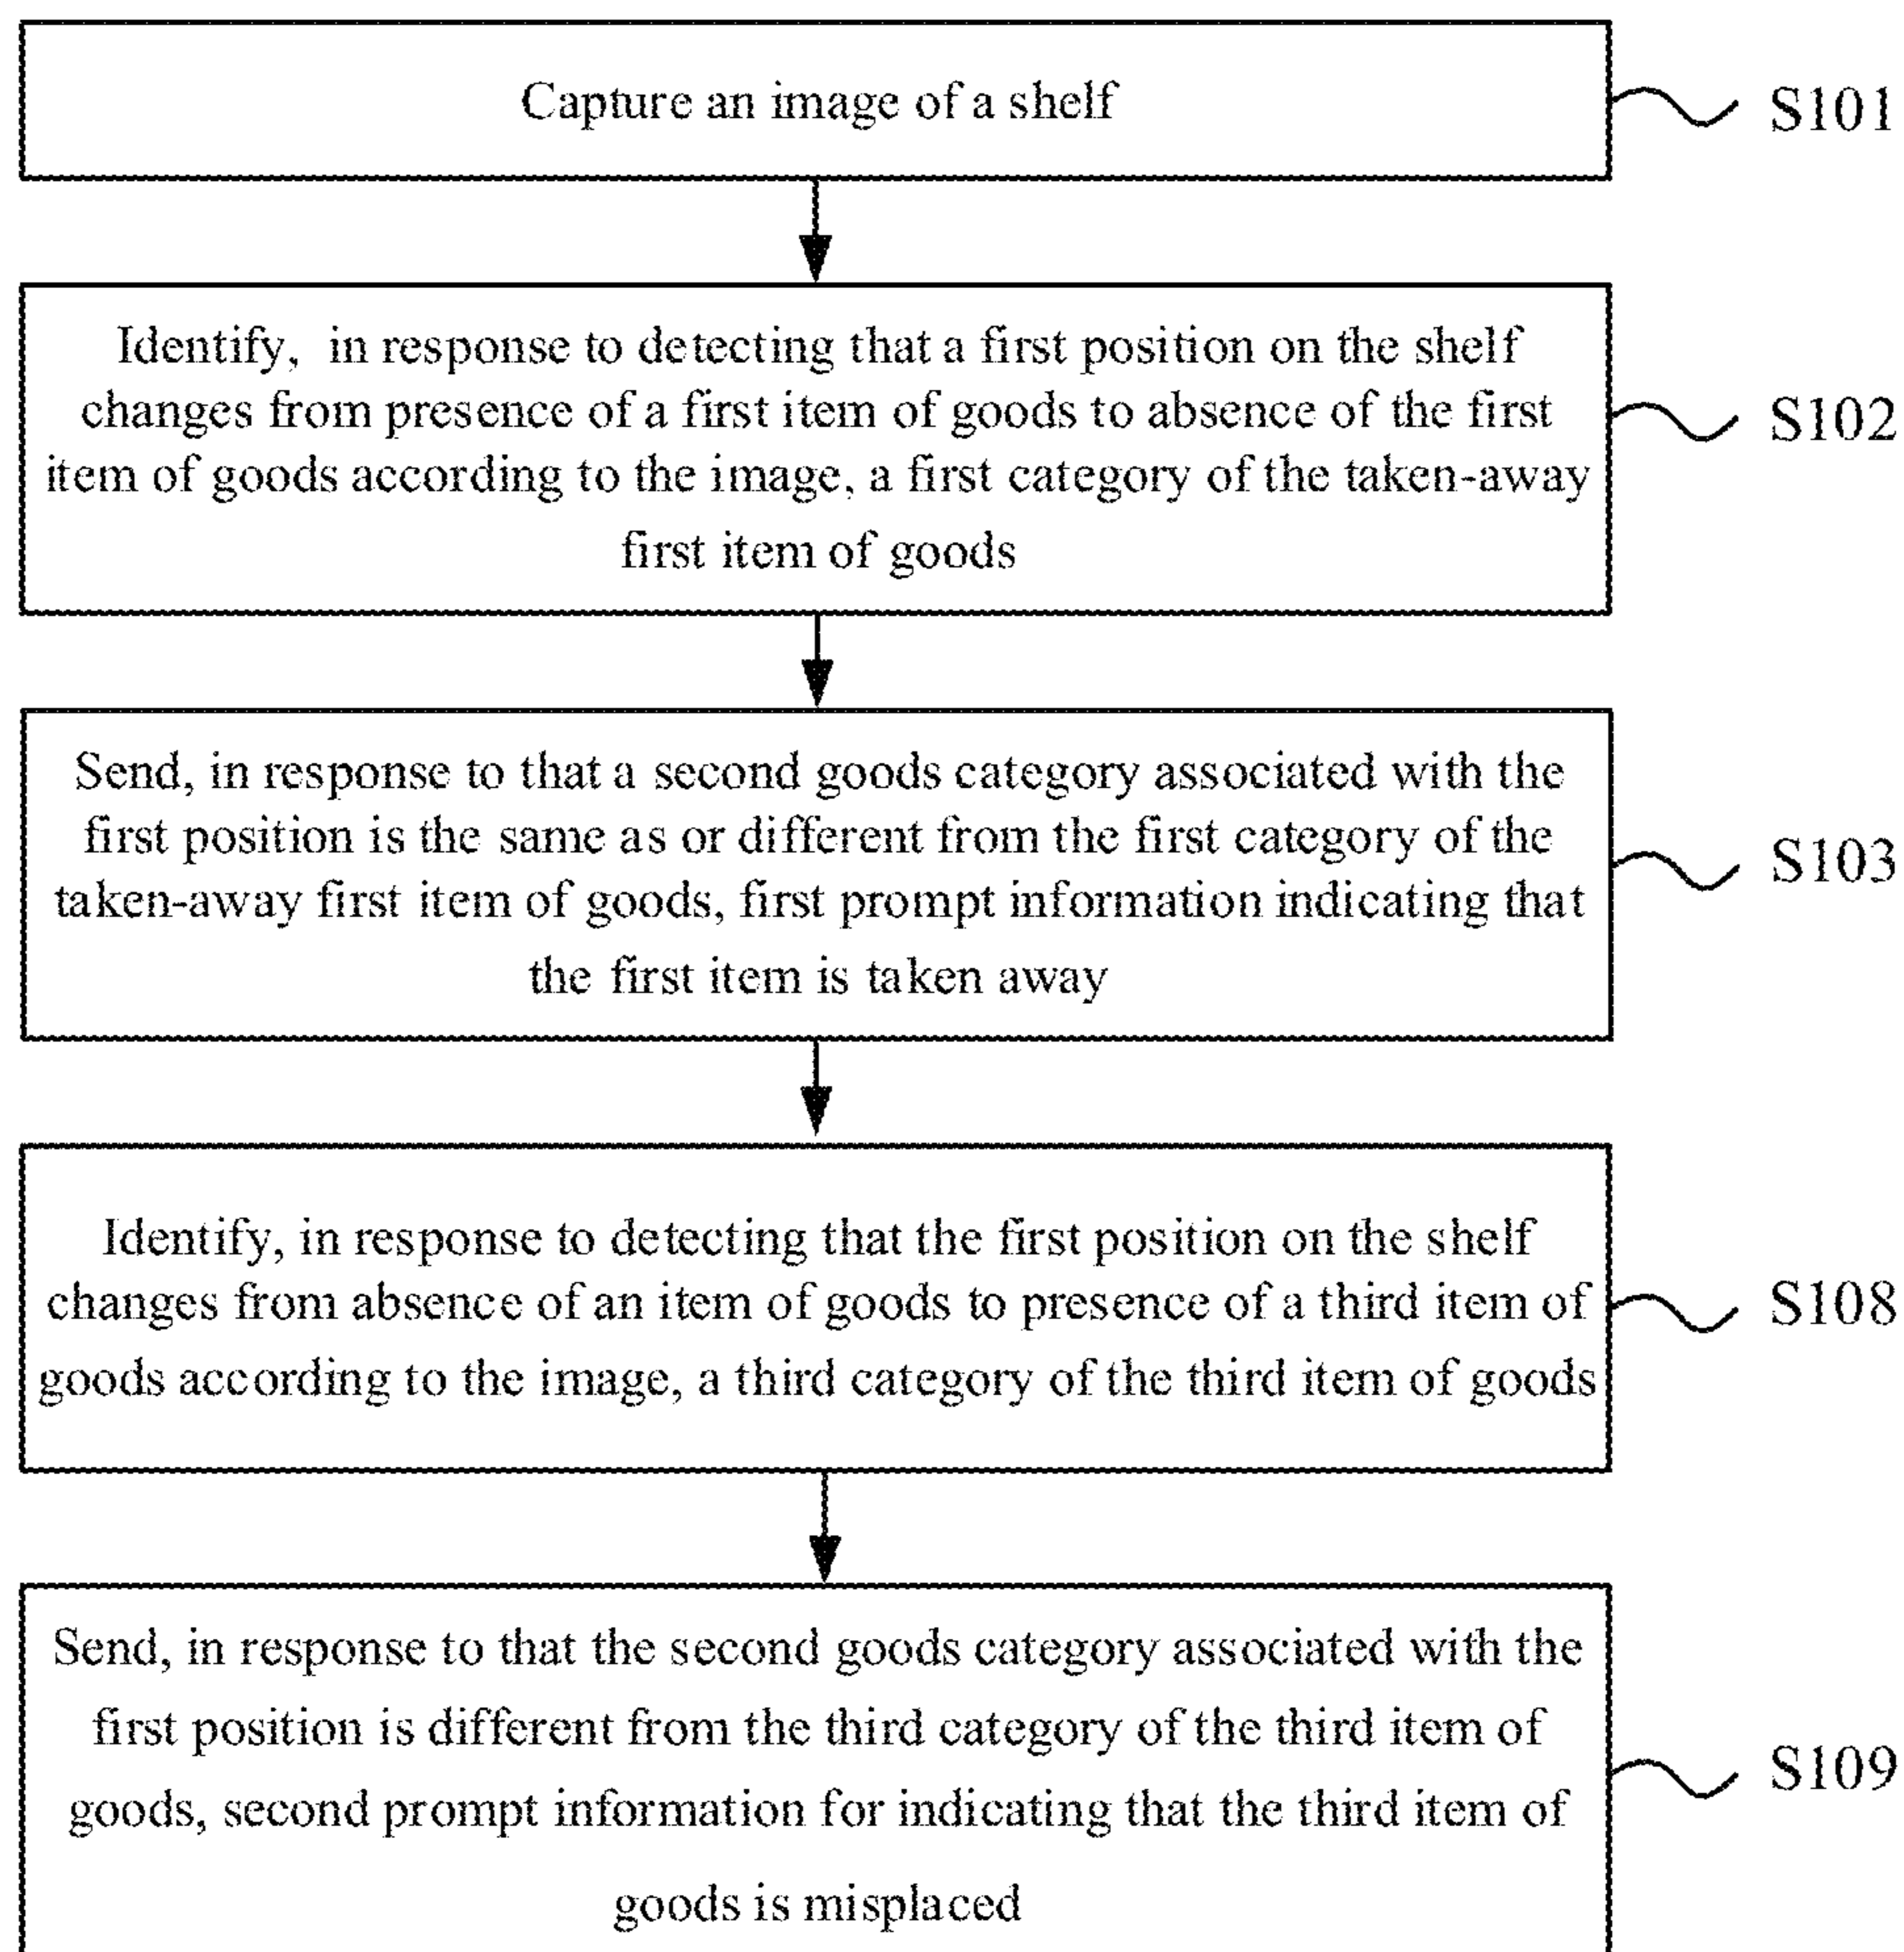 Capture an image of a shelf
S101
Identify, in response to detecting that a first position on the shelf
changes from presence of a first item of goods to absence of the first
item of goods according to the image, a first category of the taken-away
first item of goods
S102
Send, in response to that a second goods category associated with the
first position is the same as or different from the first category of the
taken-away first item of goods, first prompt information indicating that
the first item is taken away
S103
Identify, in response to detecting that the first position on the shelf
changes from absence of an item of goods to presence of a third item of
goods according to the image, a third category of the third item of goods
S108
Send, in response to that the second goods category associated with the
first position is different from the third category of the third item of
goods, second prompt information for indicating that the third item of
goods is misplaced
S109